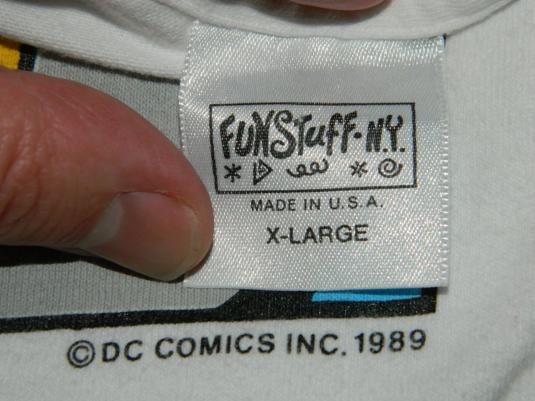 FUNStuff-N.Y.
MADE IN U.S.A.
X-LARGE
©DC COMICS INC. 1989